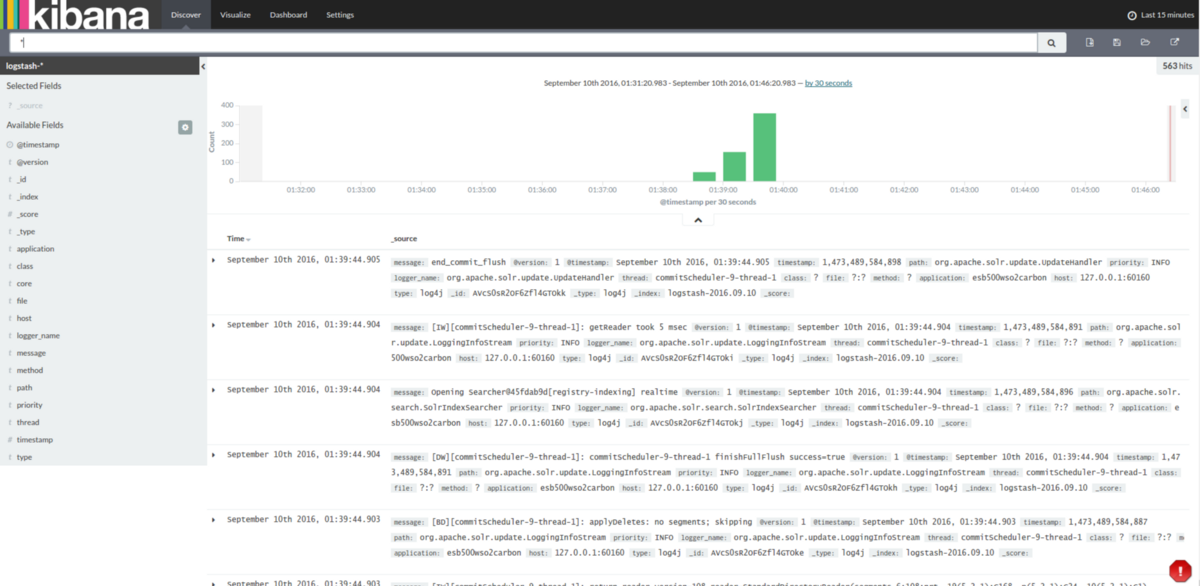 kibana
Discover Visualize Dashboard Settings
Last 15 minutes
*
logstash-*
563 hits
Selected Fields
? _source
Available Fields
@timestamp
t @version
t _id
t _index
# _score
t _type
t application
t class
t core
t file
t host
t logger_name
t message
t method
t path
t priority
t thread
# timestamp
t type
September 10th 2016, 01:31:20.983 - September 10th 2016, 01:46:20.983 — by 30 seconds
Count
400
300
200
100
0
01:32:00 01:33:00 01:34:00 01:35:00 01:36:00 01:37:00 01:38:00 01:39:00 01:40:00 01:41:00 01:42:00 01:43:00 01:44:00 01:45:00 01:46:00
@timestamp per 30 seconds
Time _source
September 10th 2016, 01:39:44.905 message: end_commit_flush @version: 1 @timestamp: September 10th 2016, 01:39:44.905 timestamp: 1,473,489,584,898 path: org.apache.solr.update.UpdateHandler priority: INFO
logger_name: org.apache.solr.update.UpdateHandler thread: commitScheduler-9-thread-1 class: ? file: ?:? method: ? application: esb500wso2carbon host: 127.0.0.1:60160
type: log4j _id: AVcsOsR2OF6Zfl4GTOkk _type: log4j _index: logstash-2016.09.10 _score:
September 10th 2016, 01:39:44.904 message: [IW][commitScheduler-9-thread-1]: getReader took 5 msec @version: 1 @timestamp: September 10th 2016, 01:39:44.904 timestamp: 1,473,489,584,891 path: org.apache.sol
r.update.LoggingInfoStream priority: INFO logger_name: org.apache.solr.update.LoggingInfoStream thread: commitScheduler-9-thread-1 class: ? file: ?:? method: ? application:
500wso2carbon host: 127.0.0.1:60160 type: log4j _id: AVcsOsR2OF6Zfl4GTOki _type: log4j _index: logstash-2016.09.10 _score:
September 10th 2016, 01:39:44.904 message: Opening Searcher@45fdab9d[registry-indexing] realtime @version: 1 @timestamp: September 10th 2016, 01:39:44.904 timestamp: 1,473,489,584,896 path: org.apache.solr.
search.SolrIndexSearcher priority: INFO logger_name: org.apache.solr.search.SolrIndexSearcher thread: commitScheduler-9-thread-1 class: ? file: ?:? method: ? application: e
sb500wso2carbon host: 127.0.0.1:60160 type: log4j _id: AVcsOsR2OF6Zfl4GTOkj _type: log4j _index: logstash-2016.09.10 _score:
September 10th 2016, 01:39:44.904 message: [DW][commitScheduler-9-thread-1]: commitScheduler-9-thread-1 finishFullFlush success=true @version: 1 @timestamp: September 10th 2016, 01:39:44.904 timestamp: 1,47
3,489,584,891 path: org.apache.solr.update.LoggingInfoStream priority: INFO logger_name: org.apache.solr.update.LoggingInfoStream thread: commitScheduler-9-thread-1 class:
file: ?:? method: ? application: esb500wso2carbon host: 127.0.0.1:60160 type: log4j _id: AVcsOsR2OF6Zfl4GTOkh _type: log4j _index: logstash-2016.09.10 _score:
September 10th 2016, 01:39:44.903 message: [BD][commitScheduler-9-thread-1]: applyDeletes: no segments; skipping @version: 1 @timestamp: September 10th 2016, 01:39:44.903 timestamp: 1,473,489,584,887
path: org.apache.solr.update.LoggingInfoStream priority: INFO logger_name: org.apache.solr.update.LoggingInfoStream thread: commitScheduler-9-thread-1 class: ? file: ?:? m
application: esb500wso2carbon host: 127.0.0.1:60160 type: log4j _id: AVcsOsR2OF6Zfl4GTOke _type: log4j _index: logstash-2016.09.10 _score:
September 10th 2016, 01:39:44.903